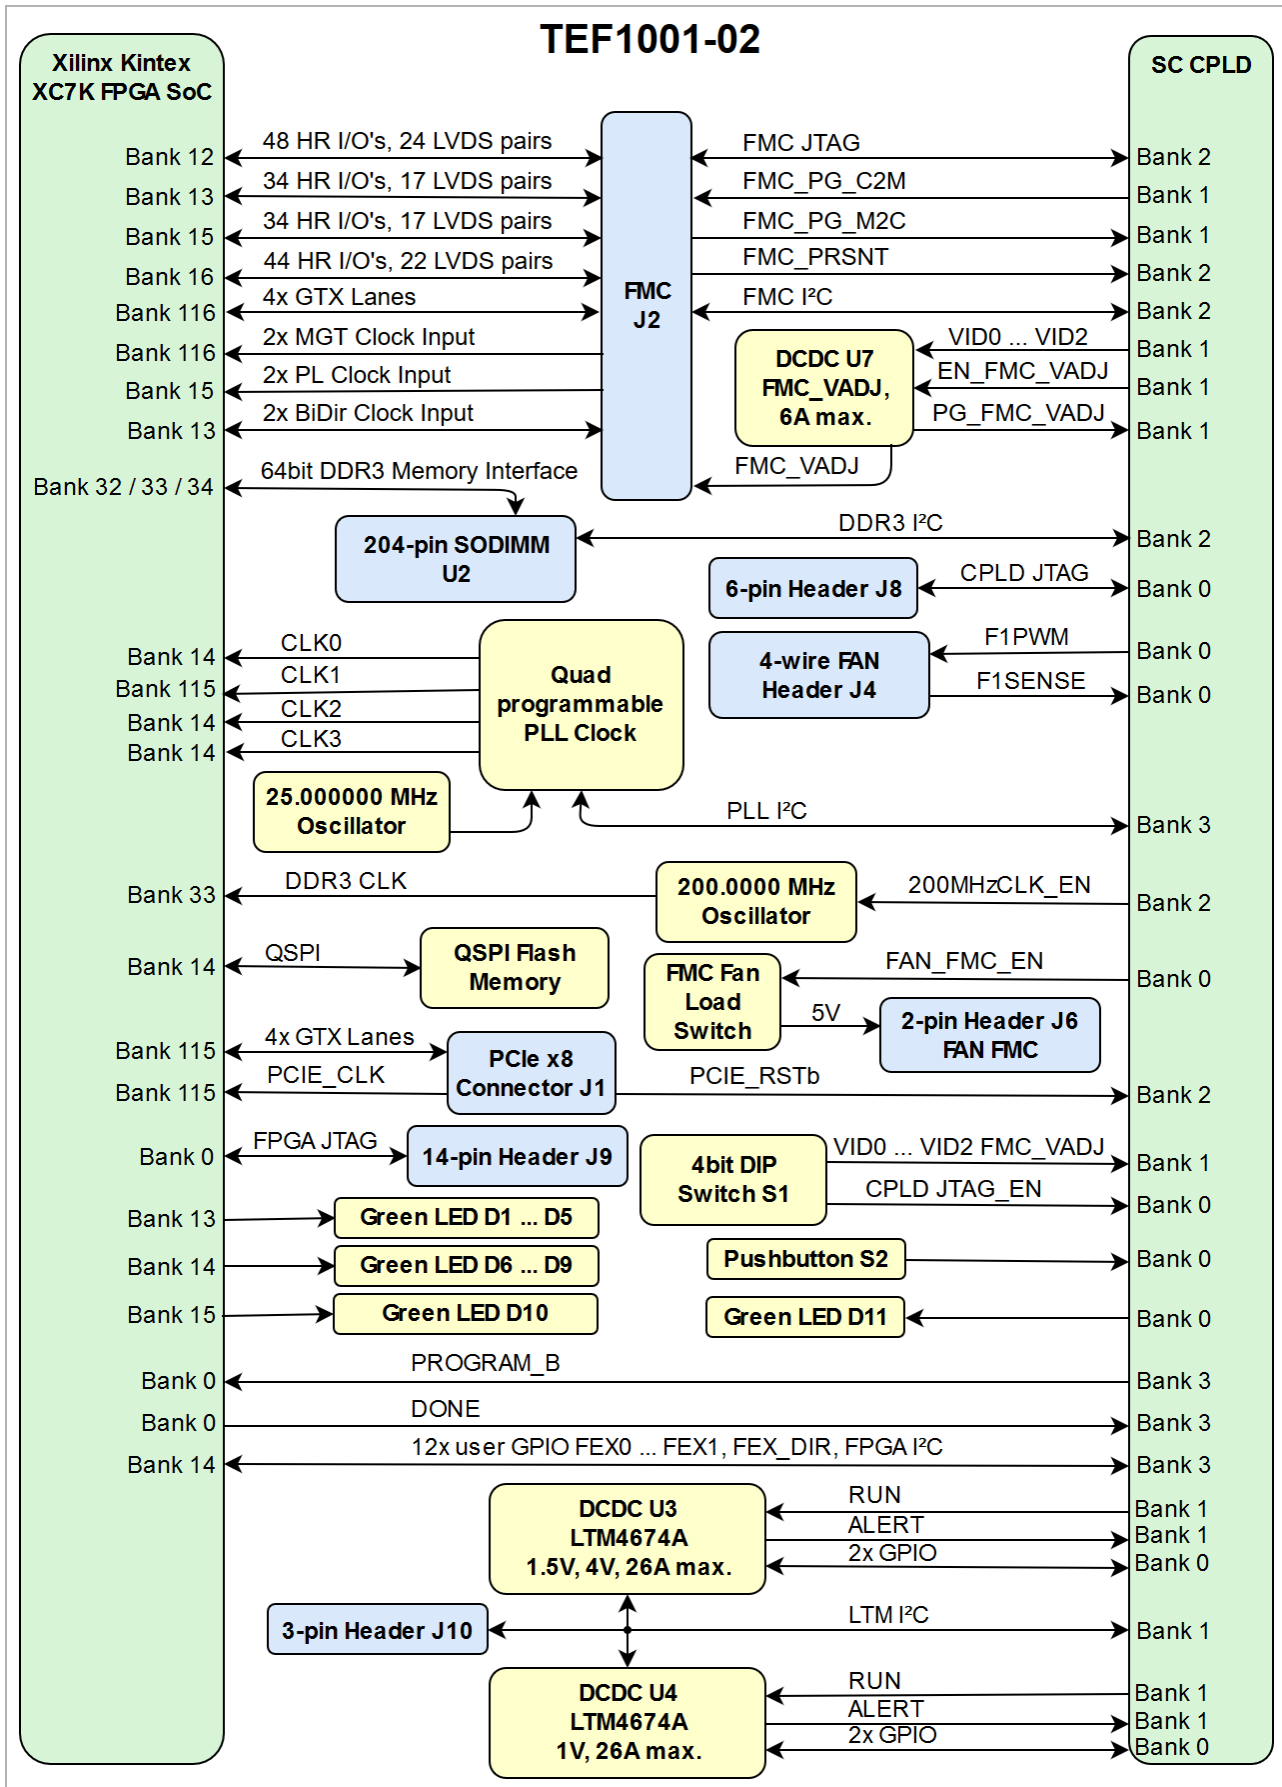 TEF1001-02
Xilinx Kintex
XC7K FPGA SoC
SC CPLD
Bank 12
48 HR I/O's, 24 LVDS pairs
FMC JTAG
Bank 2
Bank 13
34 HR I/O's, 17 LVDS pairs
FMC_PG_C2M
Bank 1
Bank 15
34 HR I/O's, 17 LVDS pairs
FMC_PG_M2C
Bank 1
Bank 16
44 HR I/O's, 22 LVDS pairs
FMC_PRSNT
Bank 2
FMC
J2
Bank 116
4x GTX Lanes
FMC I²C
Bank 2
Bank 116
2x MGT Clock Input
VID0 ... VID2
Bank 1
DCDC U7
FMC_VADJ,
6A max.
Bank 15
2x PL Clock Input
EN_FMC_VADJ
Bank 1
Bank 13
2x BiDir Clock Input
PG_FMC_VADJ
Bank 1
FMC_VADJ
Bank 32 / 33 / 34
64bit DDR3 Memory Interface
204-pin SODIMM
U2
DDR3 I²C
Bank 2
6-pin Header J8
CPLD JTAG
Bank 0
Bank 14
CLK0
Bank 115
CLK1
Bank 14
CLK2
Bank 14
CLK3
Quad
programmable
PLL Clock
4-wire FAN
Header J4
F1PWM
Bank 0
F1SENSE
Bank 0
25.000000 MHz
Oscillator
PLL I²C
Bank 3
Bank 33
DDR3 CLK
200.0000 MHz
Oscillator
200MHzCLK_EN
Bank 2
Bank 14
QSPI
QSPI Flash
Memory
FMC Fan
Load
Switch
FAN_FMC_EN
Bank 0
5V
2-pin Header J6
FAN FMC
Bank 115
4x GTX Lanes
PCIe x8
Connector J1
Bank 115
PCIE_CLK
PCIE_RSTb
Bank 2
Bank 0
FPGA JTAG
14-pin Header J9
4bit DIP
Switch S1
VID0 ... VID2 FMC_VADJ
Bank 1
CPLD JTAG_EN
Bank 0
Bank 13
Green LED D1 ... D5
Bank 14
Green LED D6 ... D9
Pushbutton S2
Bank 0
Bank 15
Green LED D10
Green LED D11
Bank 0
Bank 0
PROGRAM_B
Bank 3
Bank 0
DONE
Bank 3
Bank 14
12x user GPIO FEX0 ... FEX1, FEX_DIR, FPGA I²C
Bank 3
DCDC U3
LTM4674A
1.5V, 4V, 26A max.
RUN
Bank 1
ALERT
Bank 1
2x GPIO
Bank 0
3-pin Header J10
LTM I²C
Bank 1
DCDC U4
LTM4674A
1V, 26A max.
RUN
Bank 1
ALERT
Bank 1
2x GPIO
Bank 0